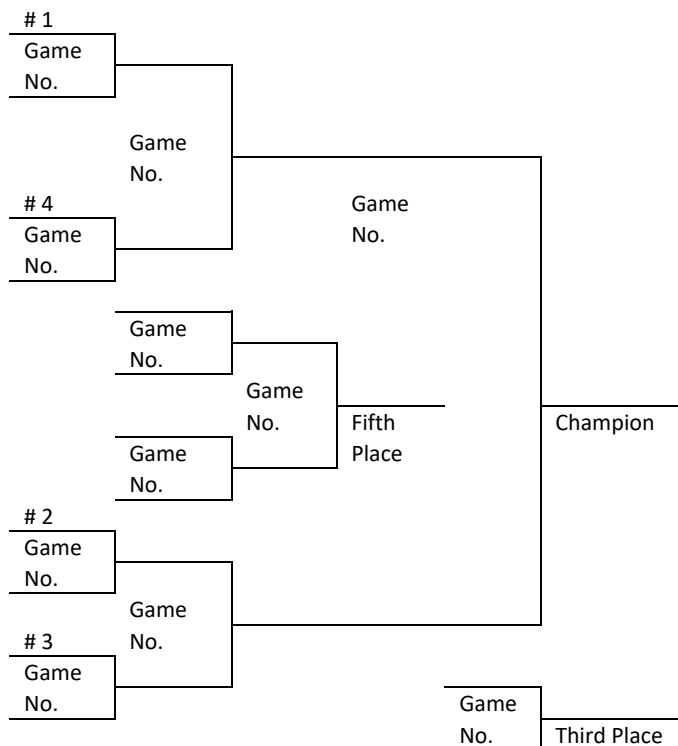 # 1
Game
No.
Game
No.
# 4
Game
No.
Game
No.
Game
No.
Game
No.
Fifth
Place
Champion
Game
No.
# 2
Game
No.
Game
No.
# 3
Game
No.
Game
No.
Third Place